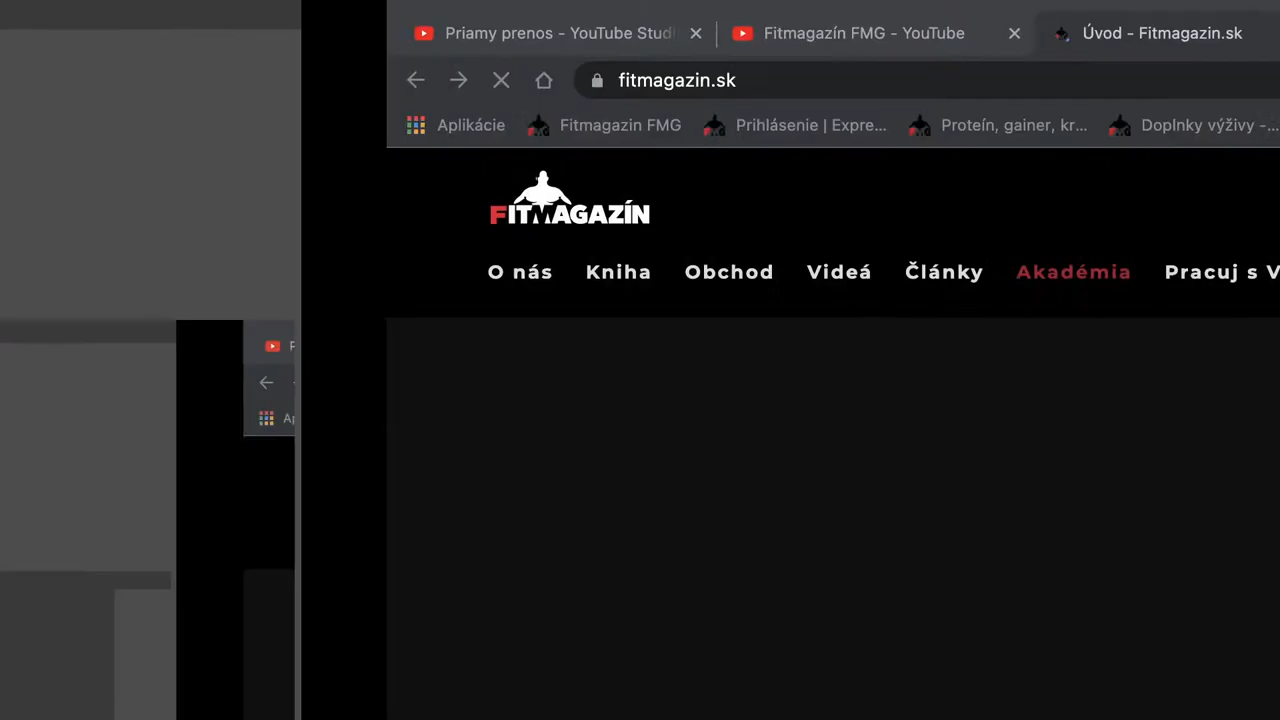 Priamy prenos - YouTube Stud
Fitmagazín FMG - YouTube
Úvod - Fitmagazin.sk
fitmagazin.sk
Aplikácie
Fitmagazin FMG
Prihlásenie | Expre...
Proteín, gainer, kr...
Doplnky výživy -...
FITMAGAZÍN
O nás
Kniha
Obchod
Videá
Články
Akadémia
Pracuj s V
P
Ap